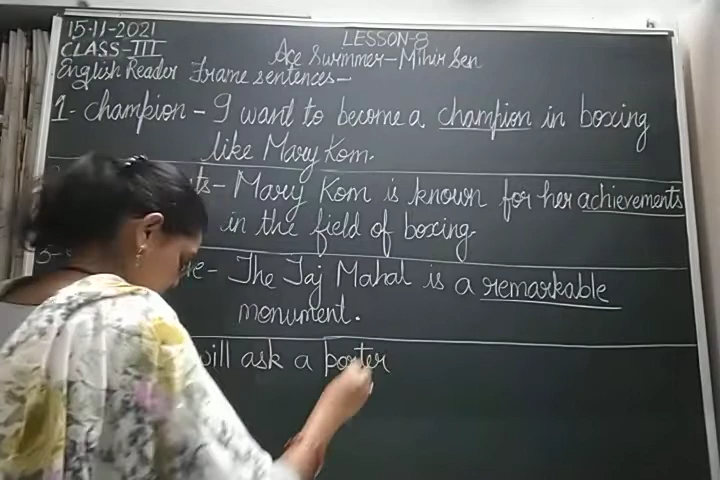 15-11-2021
LESSON-8
CLASS-III
Ace Swimmer-Mihir Sen
English Reader Frame sentences-
1- champion - I want to become a champion in boxing
like Mary Kom.
ts- Mary Kom is known for her achievements
in the field of boxing.
3-
The Taj Mahal is a remarkable
monument.
will ask a porter